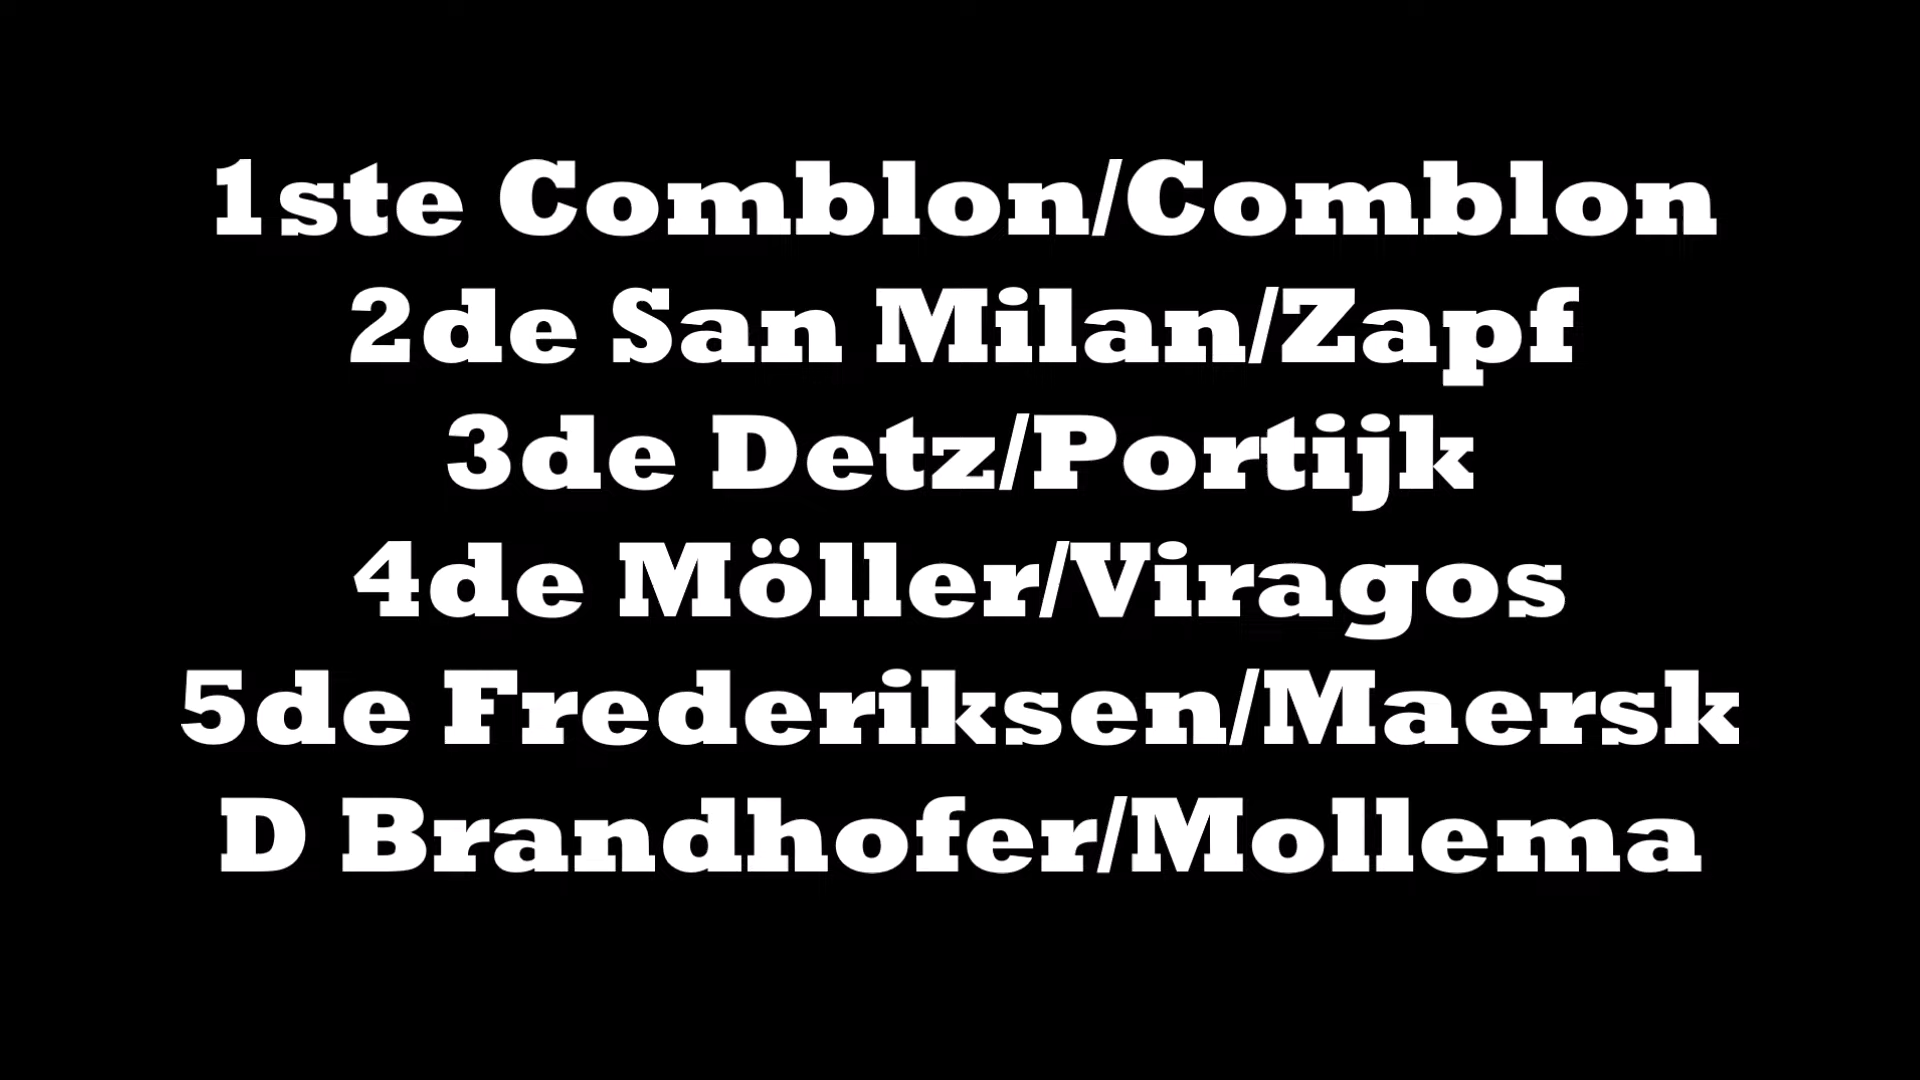 1ste Comblon/Comblon
2de San Milan/Zapf
3de Detz/Portijk
4de Möller/Viragos
5de Frederiksen/Maersk
D Brandhofer/Mollema